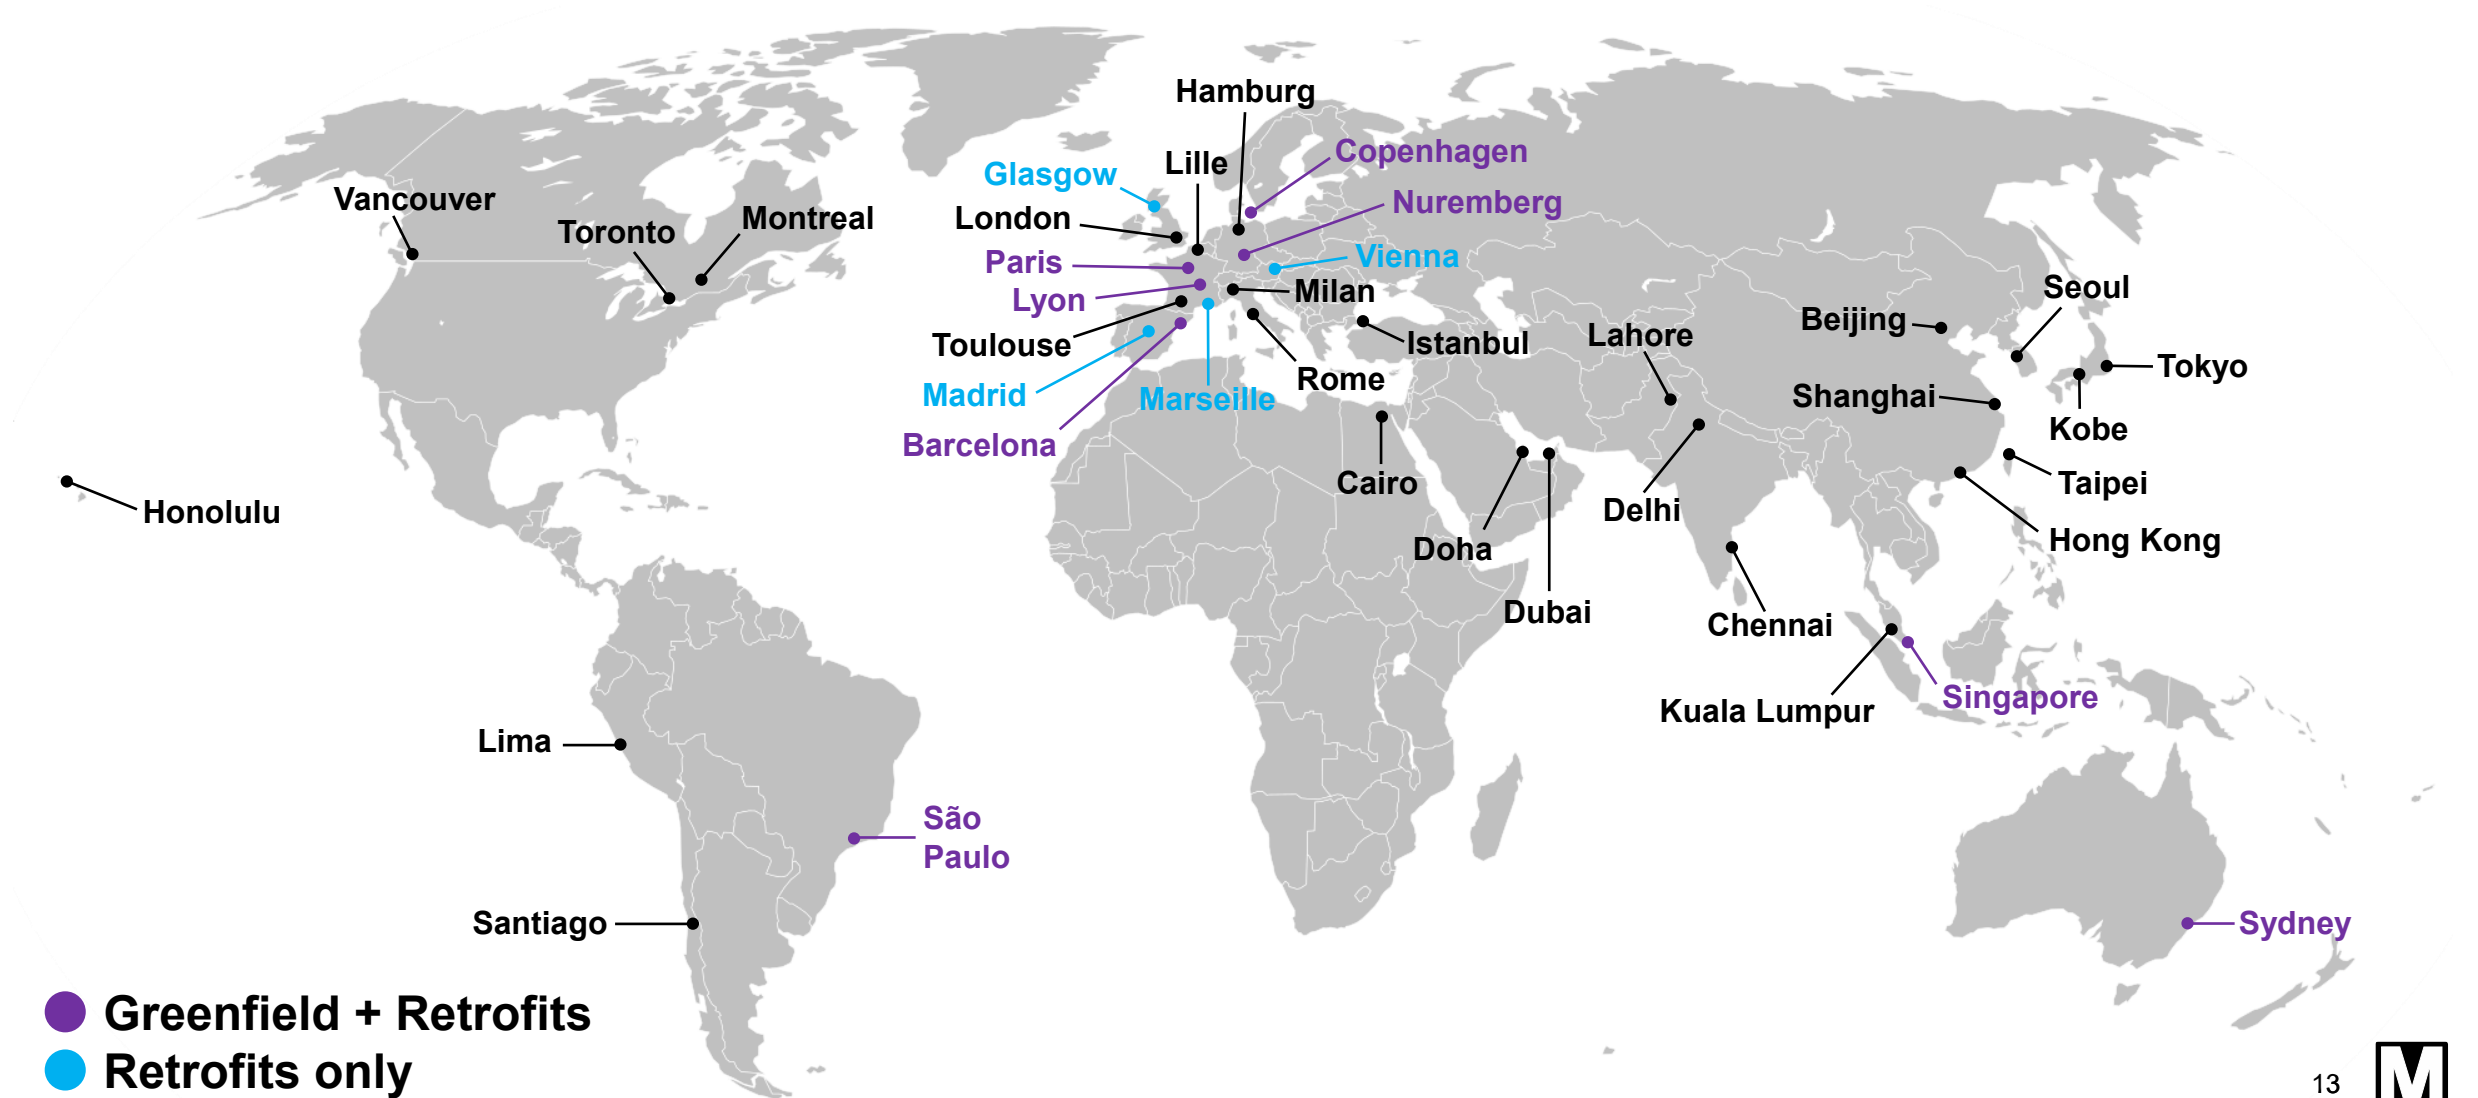 Hamburg
Copenhagen
Glasgow
Lille
Vancouver
Nuremberg
Toronto
Montreal
London
Vienna
Paris
Lyon
Milan
Seoul
Toulouse
Istanbul
Lahore
Beijing
Tokyo
Madrid
Rome
Marseille
Shanghai
Barcelona
Kobe
Cairo
Taipei
Honolulu
Delhi
Hong Kong
Doha
Dubai
Chennai
Kuala Lumpur
Singapore
Lima
São
Paulo
Santiago
Sydney
Greenfield + Retrofits
Retrofits only
13
M